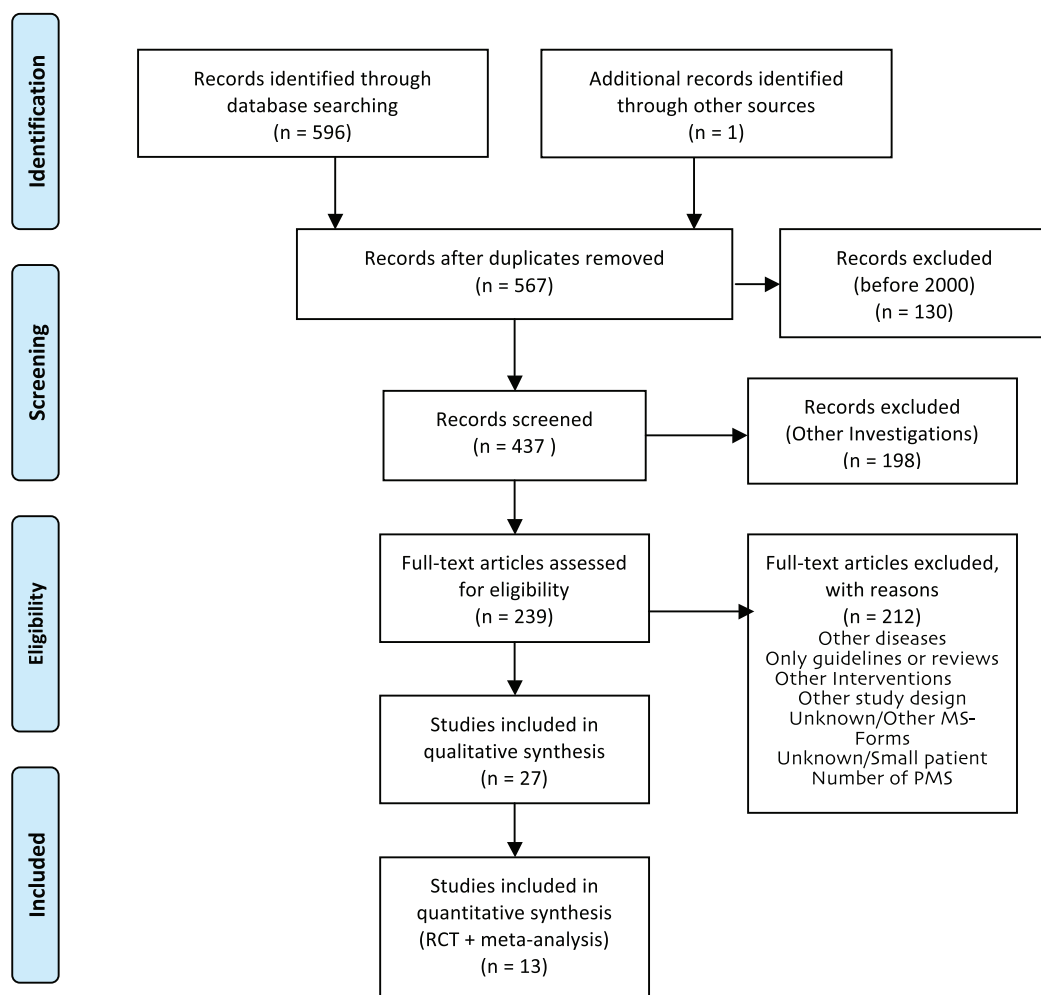 Identification
Records identified through
database searching
(n = 596)
Additional records identified
through other sources
(n = 1)
Records after duplicates removed
(n = 567)
Records excluded
(before 2000)
(n = 130)
Screening
Records screened
(n = 437 )
Records excluded
(Other Investigations)
(n = 198)
Eligibility
Full-text articles assessed
for eligibility
(n = 239)
Full-text articles excluded,
with reasons
(n = 212)
Other diseases
Only guidelines or reviews
Other Interventions
Other study design
Unknown/Other MS-
Forms
Unknown/Small patient
Number of PMS
Studies included in
qualitative synthesis
(n = 27)
Included
Studies included in
quantitative synthesis
(RCT + meta-analysis)
(n = 13)